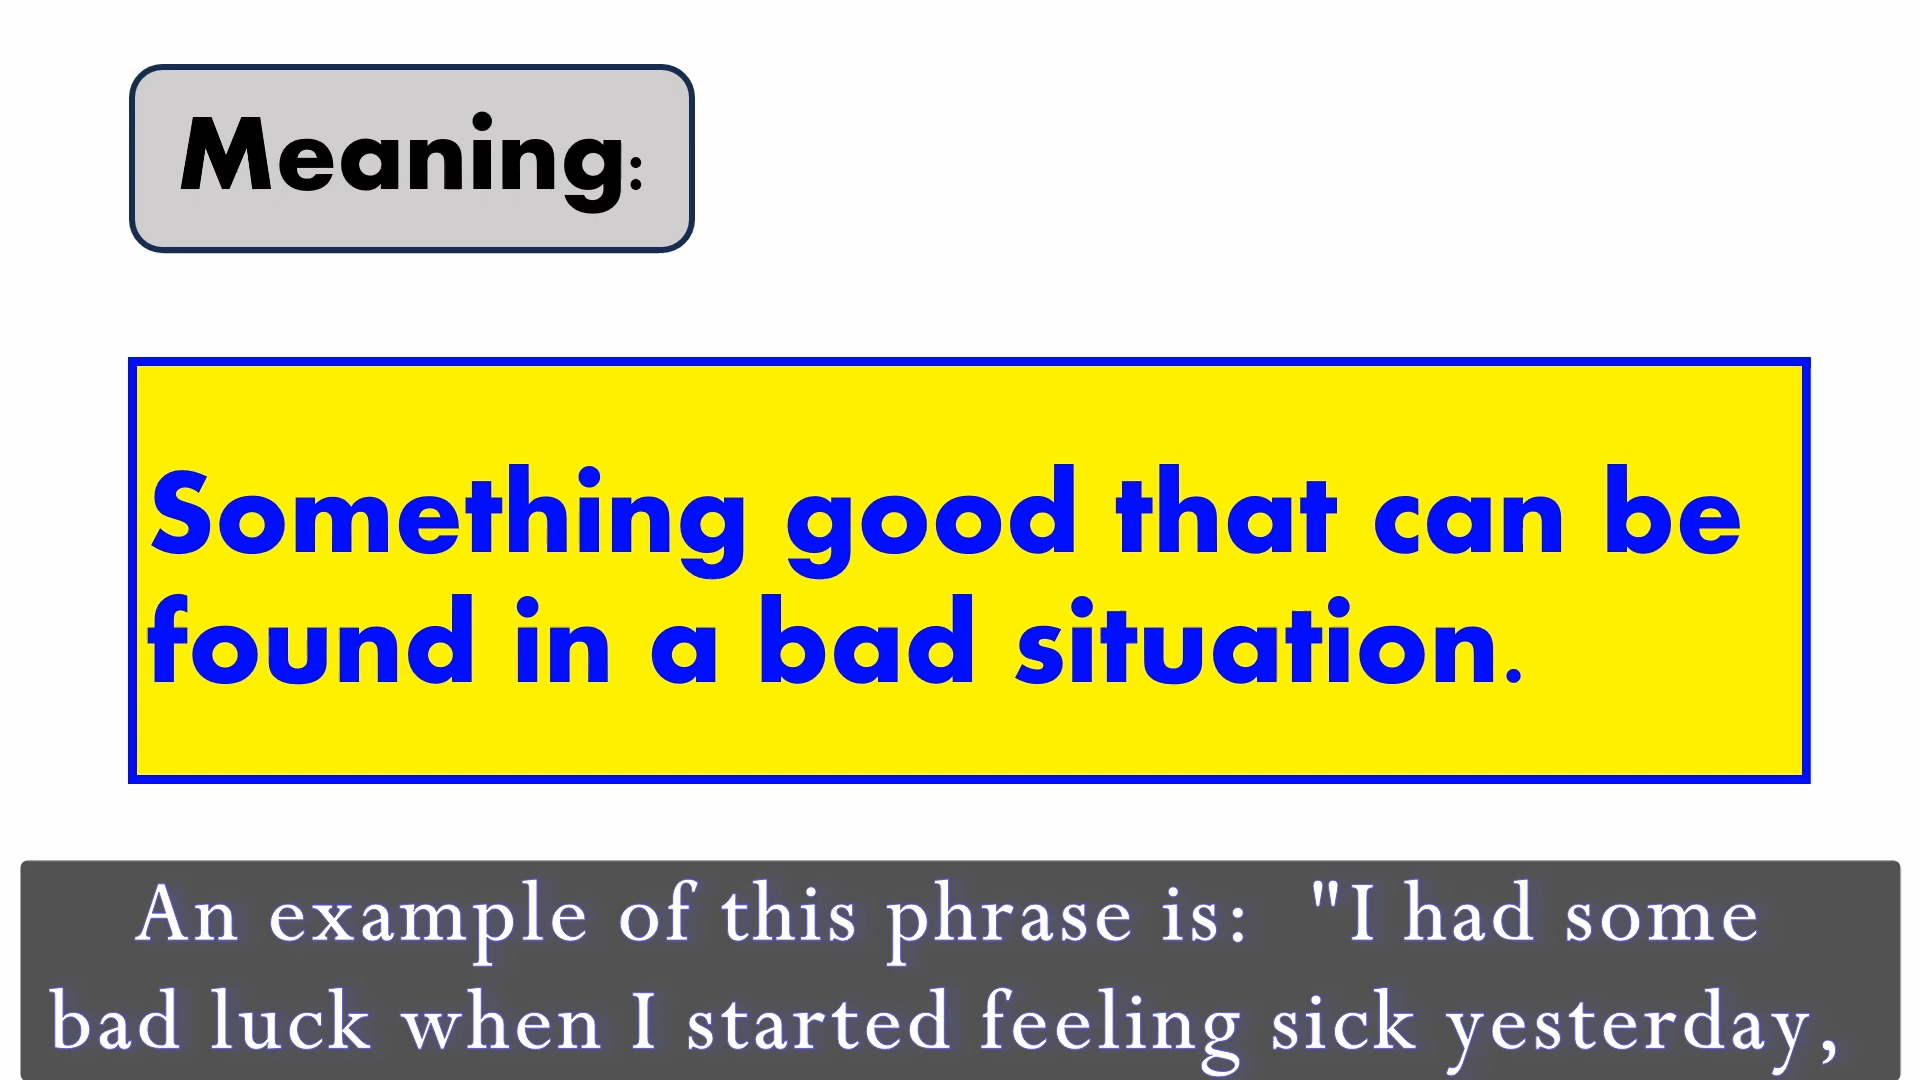 Meaning:
Something good that can be
found in a bad situation.
An example of this phrase is: "I had some
bad luck when I started feeling sick yesterday,